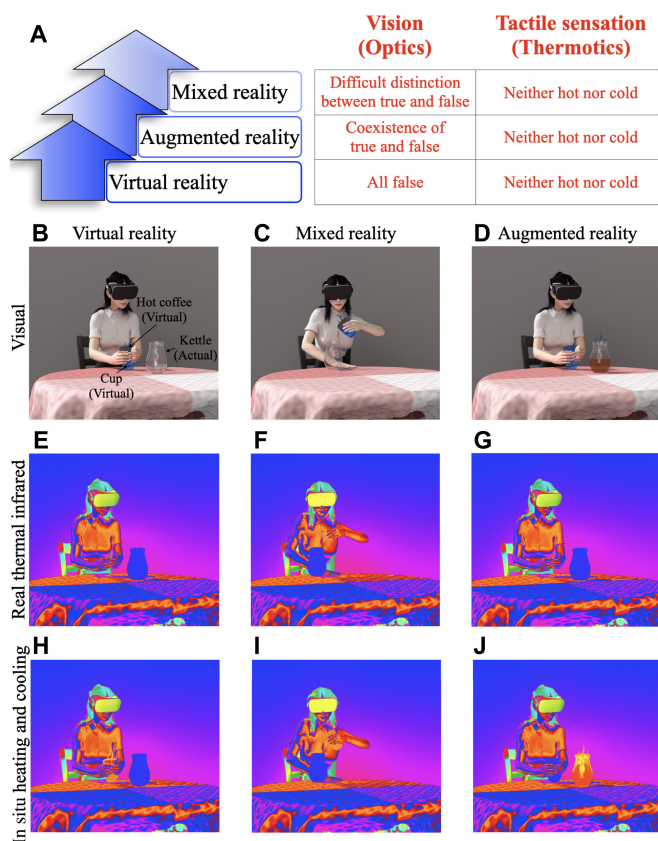 A
Vision
(Optics)
Tactile sensation
(Thermotics)
Mixed reality
Difficult distinction
between true and false
Neither hot nor cold
Augmented reality
Coexistence of
true and false
Neither hot nor cold
Virtual reality
All false
Neither hot nor cold
B
Virtual reality
C
Mixed reality
D
Augmented reality
Visual
Hot coffee
(Virtual)
Kettle
(Actual)
Cup
(Virtual)
E
F
G
Real thermal infrared
H
I
J
In situ heating and cooling